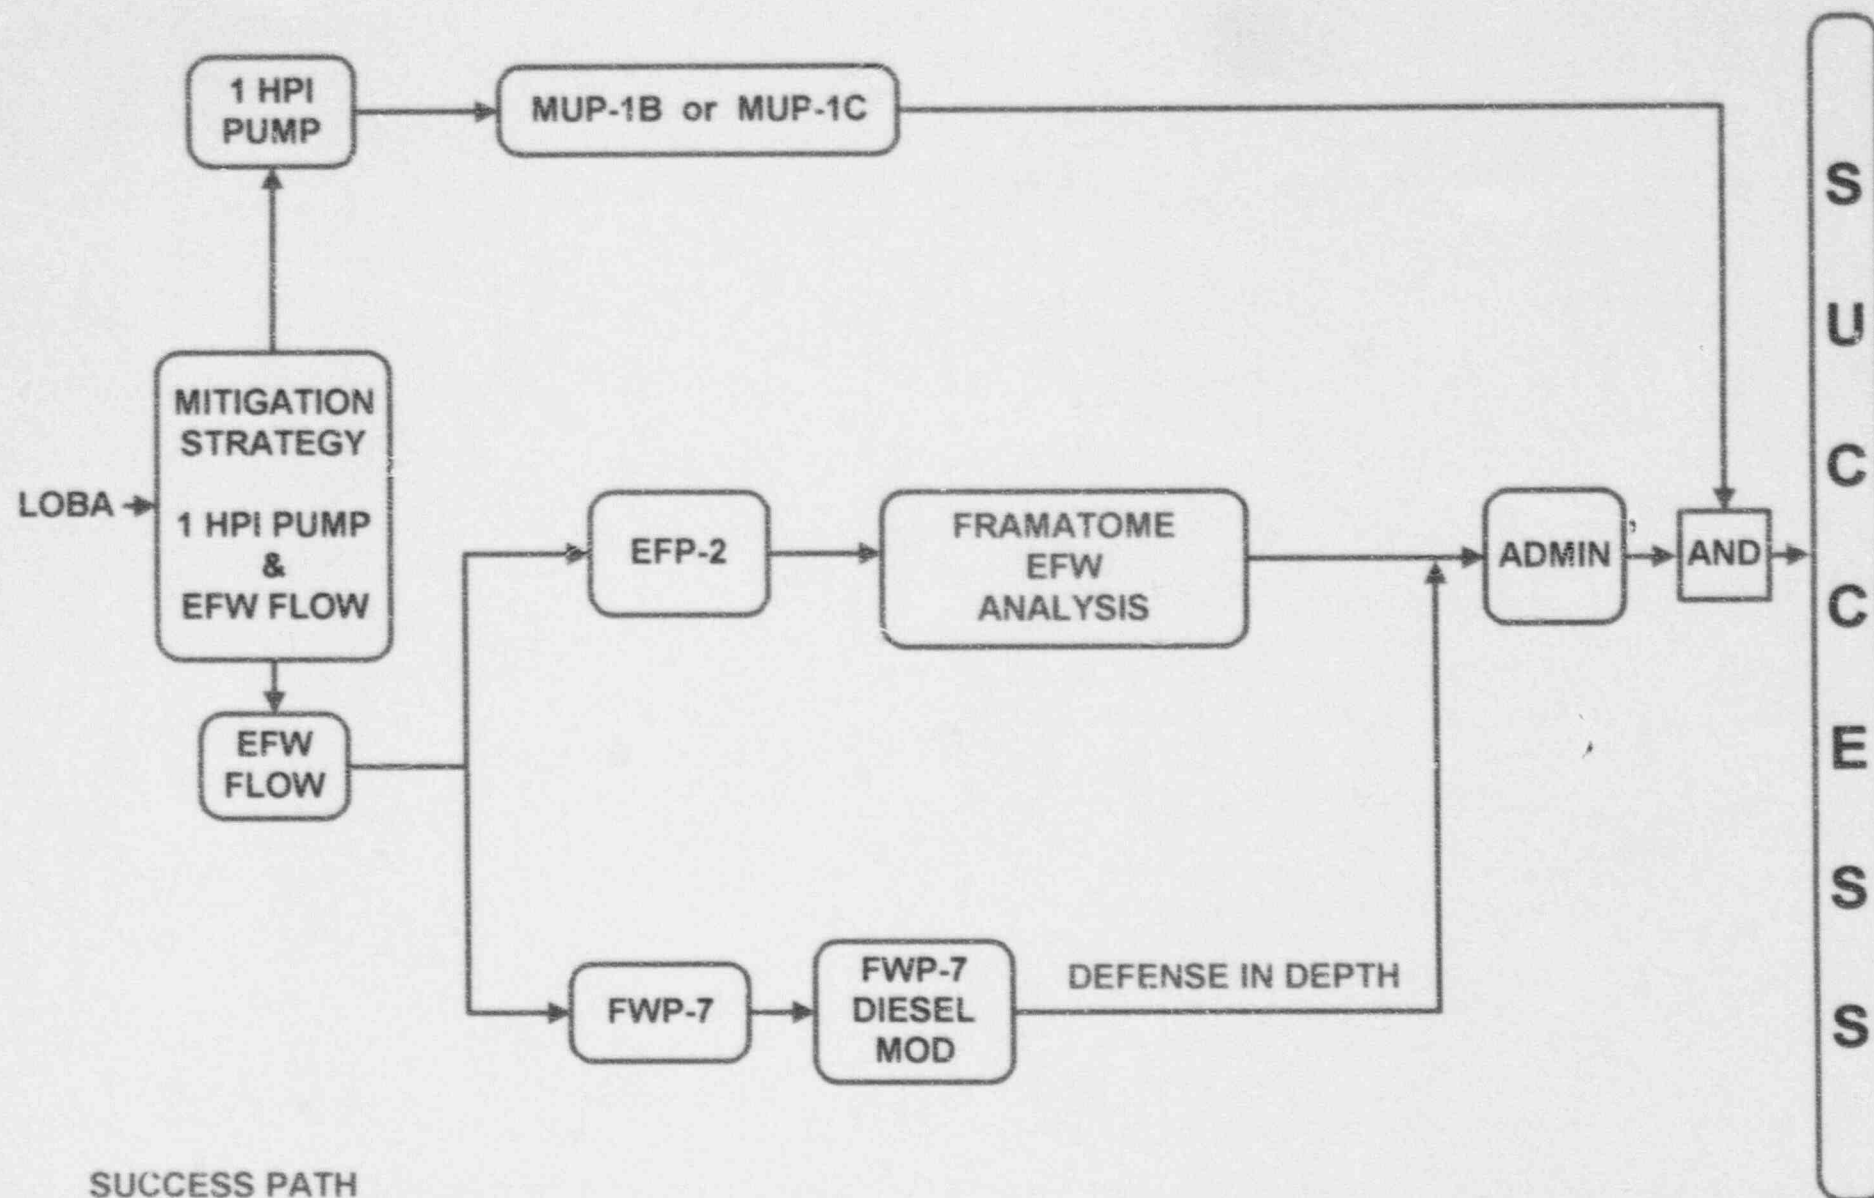 1 HPI
PUMP
MUP-1B or MUP-1C
MITIGATION
STRATEGY
1 HPI PUMP
&
EFW FLOW
LOBA
EFP-2
FRAMATOME
EFW
ANALYSIS
ADMIN
AND
EFW
FLOW
FWP-7
FWP-7
DIESEL
MOD
DEFENSE IN DEPTH
SUCCESS
SUCCESS PATH